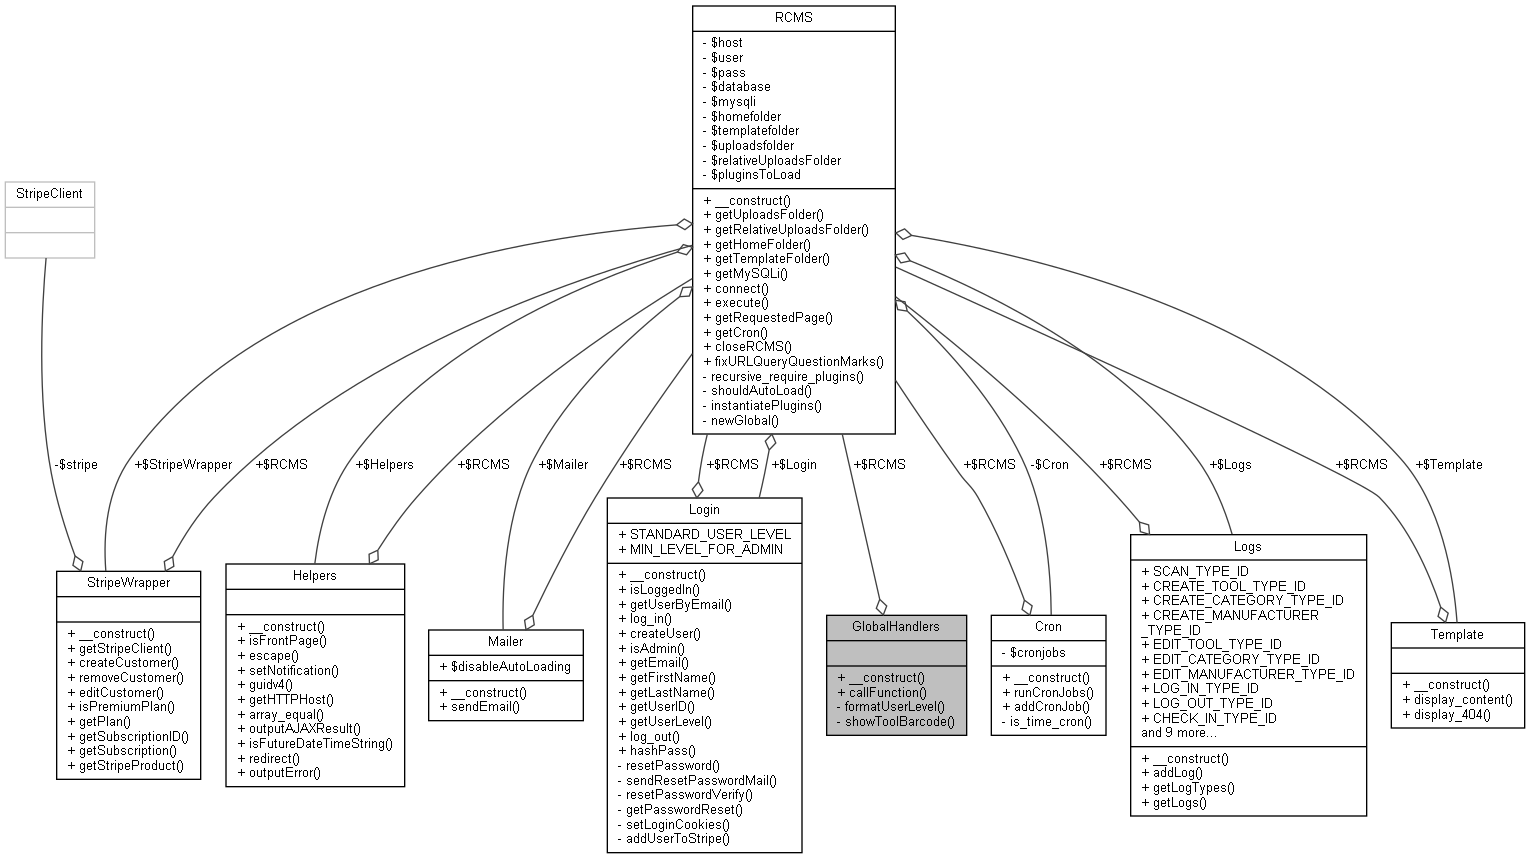 RCMS
- $host
- $user
- $pass
- $database
- $mysqli
- $homefolder
- $templatefolder
- $uploadsfolder
- $relativeUploadsFolder
- $pluginsToLoad
+ __construct()
+ getUploadsFolder()
+ getRelativeUploadsFolder()
+ getHomeFolder()
+ getTemplateFolder()
+ getMySQLi()
+ connect()
+ execute()
+ getRequestedPage()
+ getCron()
+ closeRCMS()
+ fixURLQueryQuestionMarks()
- recursive_require_plugins()
- shouldAutoLoad()
- instantiatePlugins()
- newGlobal()
StripeClient
-$stripe
+$StripeWrapper
+$RCMS
+$Helpers
+$RCMS
+$Mailer
+$RCMS
+$RCMS
+$Login
+$RCMS
+$RCMS
-$Cron
+$RCMS
+$Logs
+$RCMS
+$Template
StripeWrapper
+ __construct()
+ getStripeClient()
+ createCustomer()
+ removeCustomer()
+ editCustomer()
+ isPremiumPlan()
+ getPlan()
+ getSubscriptionID()
+ getSubscription()
+ getStripeProduct()
Helpers
+ __construct()
+ isFrontPage()
+ escape()
+ setNotification()
+ guidv4()
+ getHTTPHost()
+ array_equal()
+ outputAJAXResult()
+ isFutureDateTimeString()
+ redirect()
+ outputError()
Mailer
+ $disableAutoLoading
+ __construct()
+ sendEmail()
Login
+ STANDARD_USER_LEVEL
+ MIN_LEVEL_FOR_ADMIN
+ __construct()
+ isLoggedIn()
+ getUserByEmail()
+ log_in()
+ createUser()
+ isAdmin()
+ getEmail()
+ getFirstName()
+ getLastName()
+ getUserID()
+ getUserLevel()
+ log_out()
+ hashPass()
- resetPassword()
- sendResetPasswordMail()
- resetPasswordVerify()
- getPasswordReset()
- setLoginCookies()
- addUserToStripe()
GlobalHandlers
+ __construct()
+ callFunction()
- formatUserLevel()
- showToolBarcode()
Cron
- $cronjobs
+ __construct()
+ runCronJobs()
+ addCronJob()
- is_time_cron()
Logs
+ SCAN_TYPE_ID
+ CREATE_TOOL_TYPE_ID
+ CREATE_CATEGORY_TYPE_ID
+ CREATE_MANUFACTURER
_TYPE_ID
+ EDIT_TOOL_TYPE_ID
+ EDIT_CATEGORY_TYPE_ID
+ EDIT_MANUFACTURER_TYPE_ID
+ LOG_IN_TYPE_ID
+ LOG_OUT_TYPE_ID
+ CHECK_IN_TYPE_ID
and 9 more...
+ __construct()
+ addLog()
+ getLogTypes()
+ getLogs()
Template
+ __construct()
+ display_content()
+ display_404()